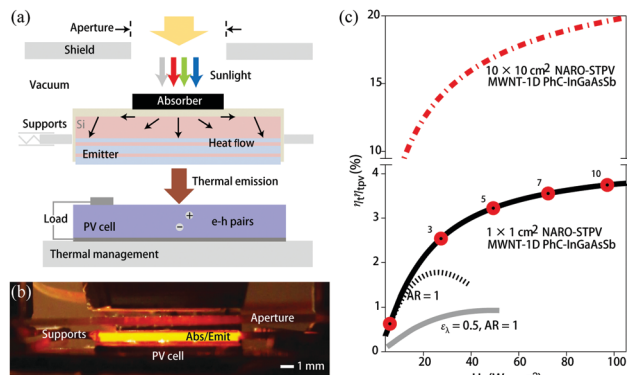 (a)
Aperture
Shield
Sunlight
Vacuum
Absorber
Supports
Si
Heat flow
Emitter
Thermal emission
Load
PV cell
e-h pairs
+
−
Thermal management
(b)
Aperture
Supports
Abs/Emit
PV cell
1 mm
(c)
20
10 × 10 cm² NARO-STPV
MWNT-1D PhC-InGaAsSb
15
10
ηtηtpv(%)
4
3
2
1
0
3
5
7
10
1 × 1 cm² NARO-STPV
MWNT-1D PhC-InGaAsSb
AR = 1
ελ = 0.5, AR = 1
20
40
60
80
100